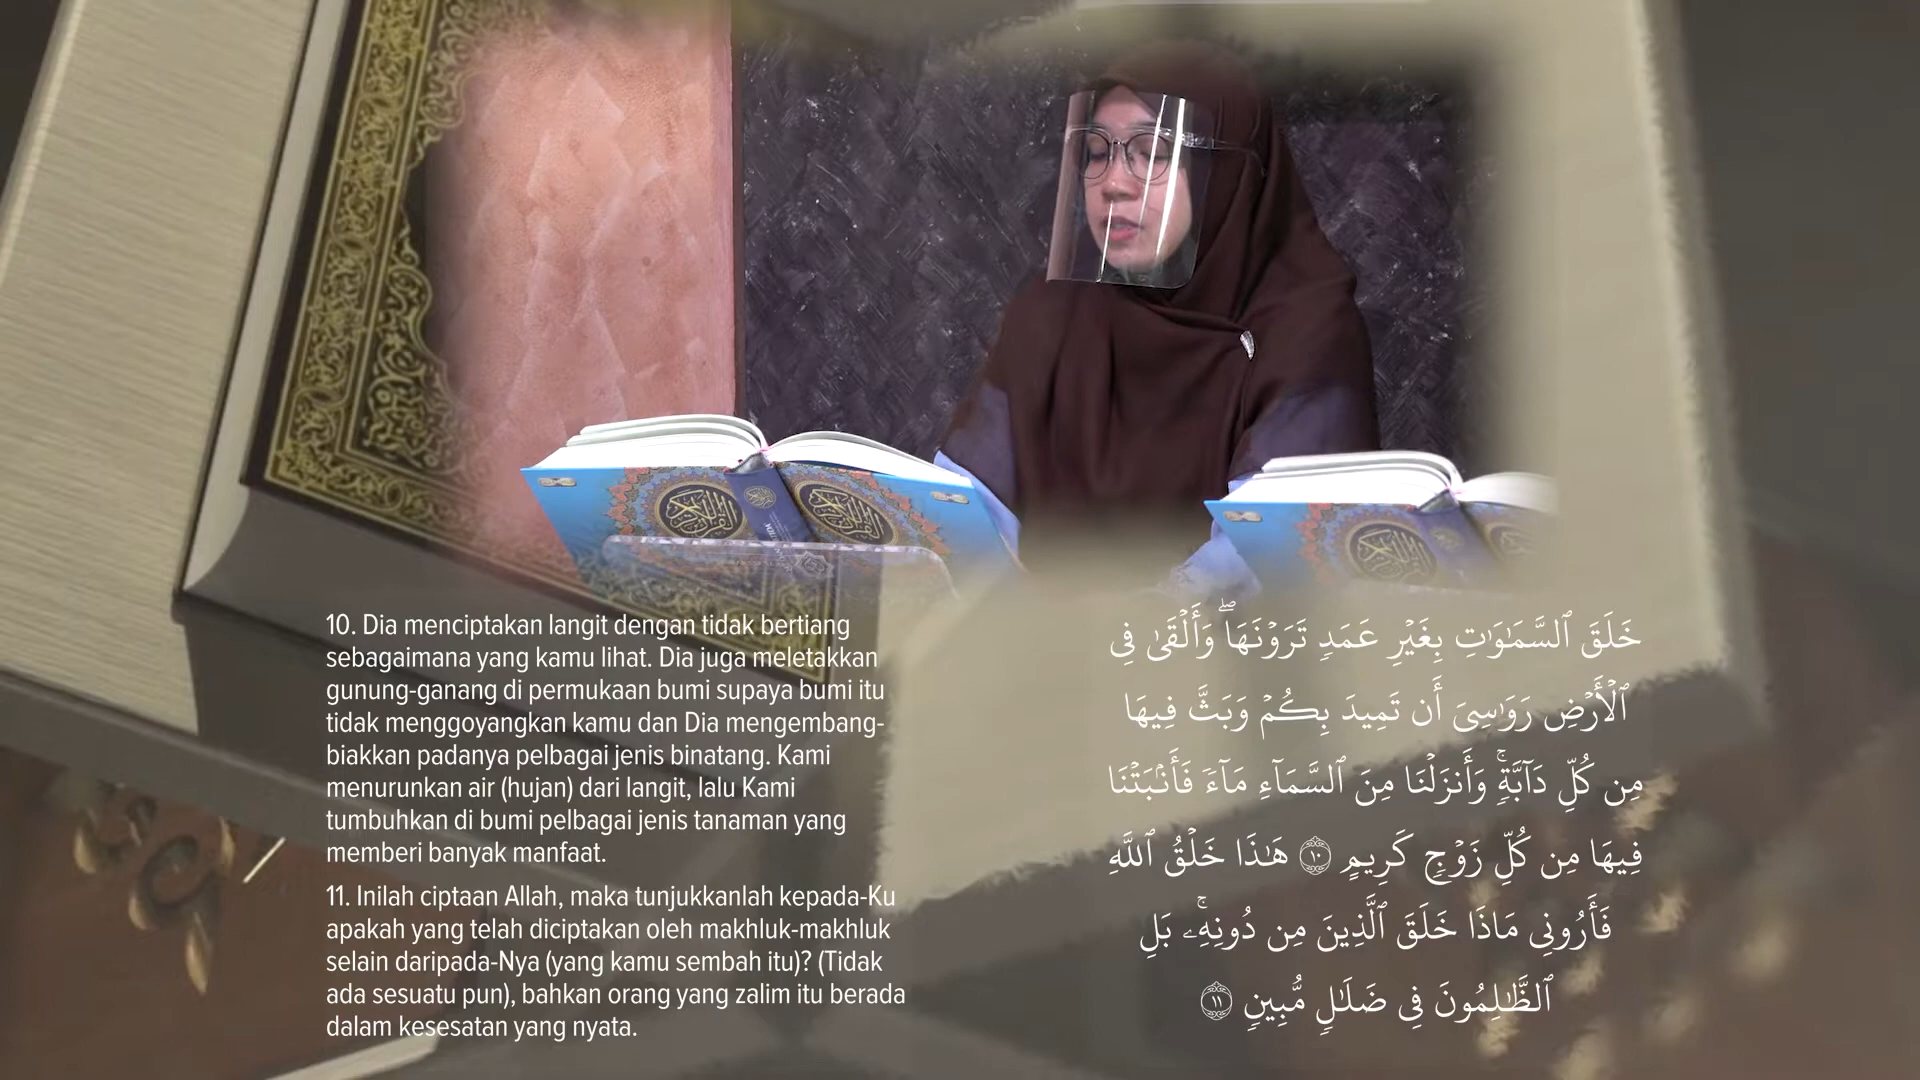 10. Dia menciptakan langit dengan tidak bertiang
sebagaimana yang kamu lihat. Dia juga meletakkan
gunung-ganang di permukaan bumi supaya bumi itu
tidak menggoyangkan kamu dan Dia mengembang-
biakkan padanya pelbagai jenis binatang. Kami
menurunkan air (hujan) dari langit, lalu Kami
tumbuhkan di bumi pelbagai jenis tanaman yang
memberi banyak manfaat.
11. Inilah ciptaan Allah, maka tunjukkanlah kepada-Ku
apakah yang telah diciptakan oleh makhluk-makhluk
selain daripada-Nya (yang kamu sembah itu)? (Tidak
ada sesuatu pun), bahkan orang yang zalim itu berada
dalam kesesatan yang nyata.
خَلَقَ ٱلسَّمَٰوَٰتِ بِغَيۡرِ عَمَدٖ تَرَوۡنَهَاۖ وَأَلۡقَىٰ فِي
ٱلۡأَرۡضِ رَوَٰسِيَ أَن تَمِيدَ بِكُمۡ وَبَثَّ فِيهَا
مِن كُلِّ دَآبَّةٖۚ وَأَنزَلۡنَا مِنَ ٱلسَّمَآءِ مَآءٗ فَأَنۢبَتۡنَا
فِيهَا مِن كُلِّ زَوۡجٖ كَرِيمٍ ١٠ هَٰذَا خَلۡقُ ٱللَّهِ
فَأَرُونِي مَاذَا خَلَقَ ٱلَّذِينَ مِن دُونِهِۦۚ بَلِ
ٱلظَّٰلِمُونَ فِي ضَلَٰلٖ مُّبِينٖ ١١